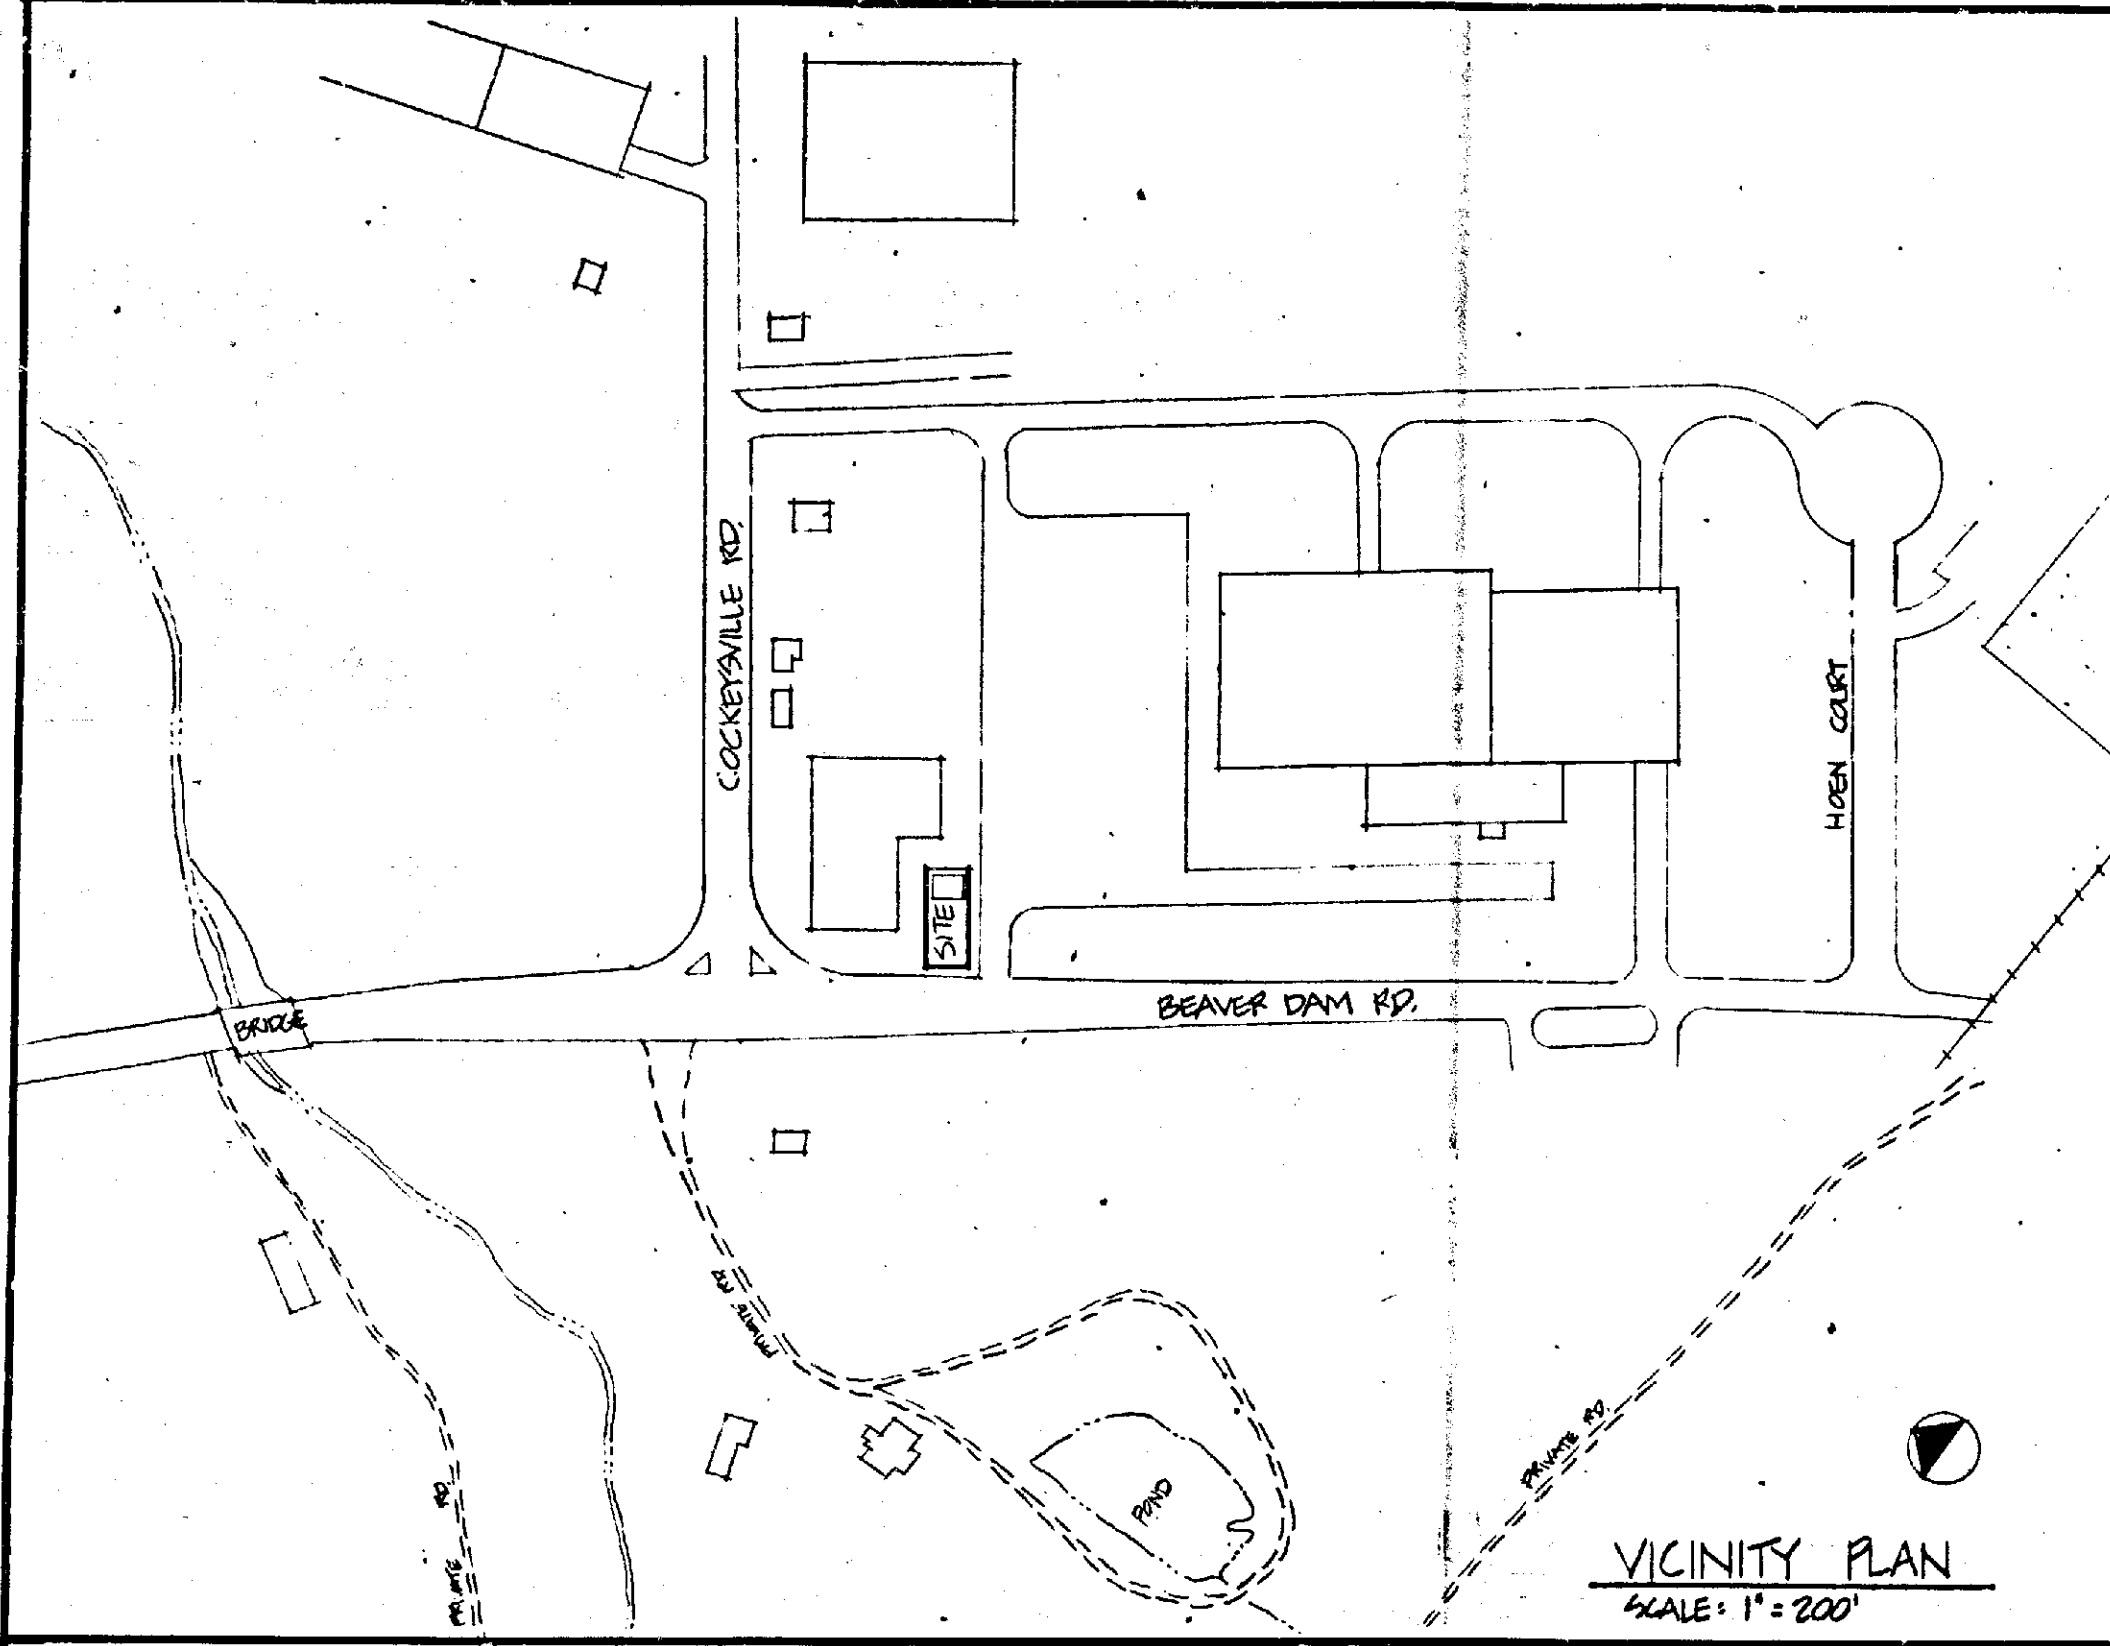 COCKEYSVILLE RD.
HOEN COURT
SITE
BEAVER DAM RD.
BRIDGE
PRIVATE RD.
PRIVATE RD.
POND
PRIVATE RD.
VICINITY PLAN
SCALE: 1" = 200'